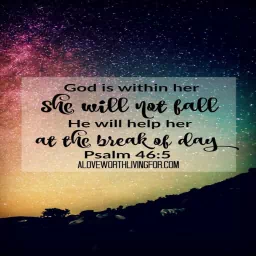 God is within her
she will not fall
He will help her
at the break of day
Psalm 46:5
ALOVEWORTHLIVINGFOR.COM